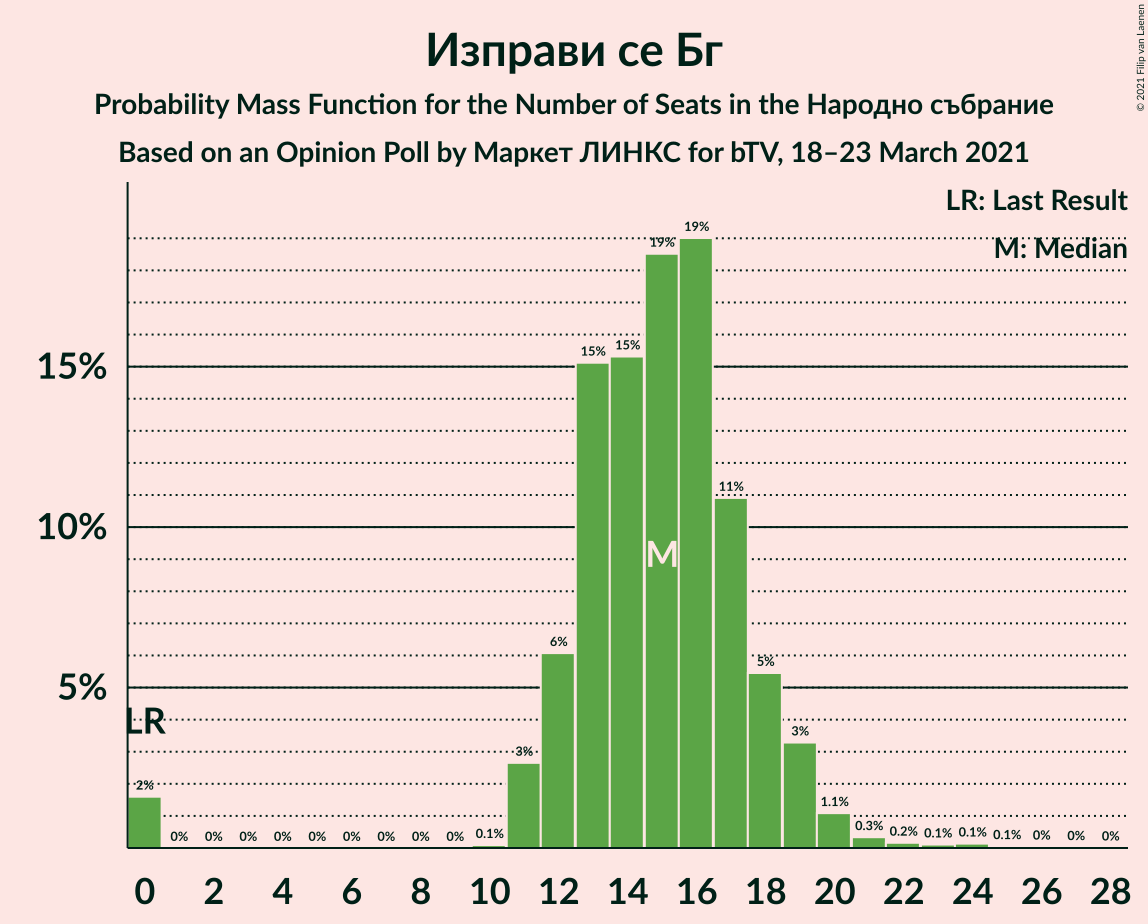 Изправи се Бг
Probability Mass Function for the Number of Seats in the Народно събрание
Based on an Opinion Poll by Маркет ЛИНКС for bTV, 18–23 March 2021
© 2021 Filip van Laenen
LR: Last Result
M: Median
19%
19%
15%
15%
15%
11%
10%
M
6%
5%
5%
LR
3%
3%
2%
0% 0% 0% 0% 0% 0% 0% 0% 0% 0.1% 1.1% 0.3% 0.2% 0.1% 0.1% 0.1% 0% 0% 0%
0 2 4 6 8 10 12 14 16 18 20 22 24 26 28